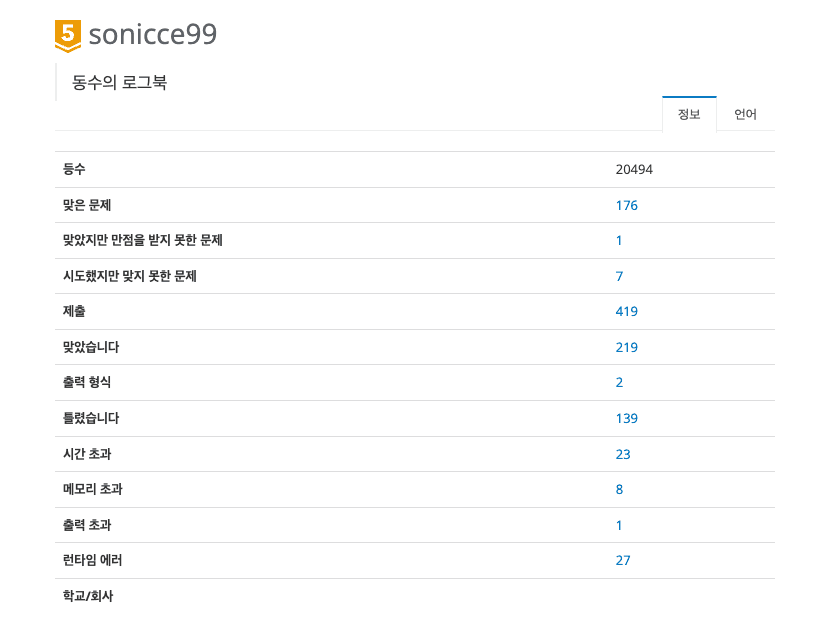 5 sonicce99
동수의 로그북
정보 언어
등수 20494
맞은 문제 176
맞았지만 만점을 받지 못한 문제 1
시도했지만 맞지 못한 문제 7
제출 419
맞았습니다 219
출력 형식 2
틀렸습니다 139
시간 초과 23
메모리 초과 8
출력 초과 1
런타임 에러 27
학교/회사